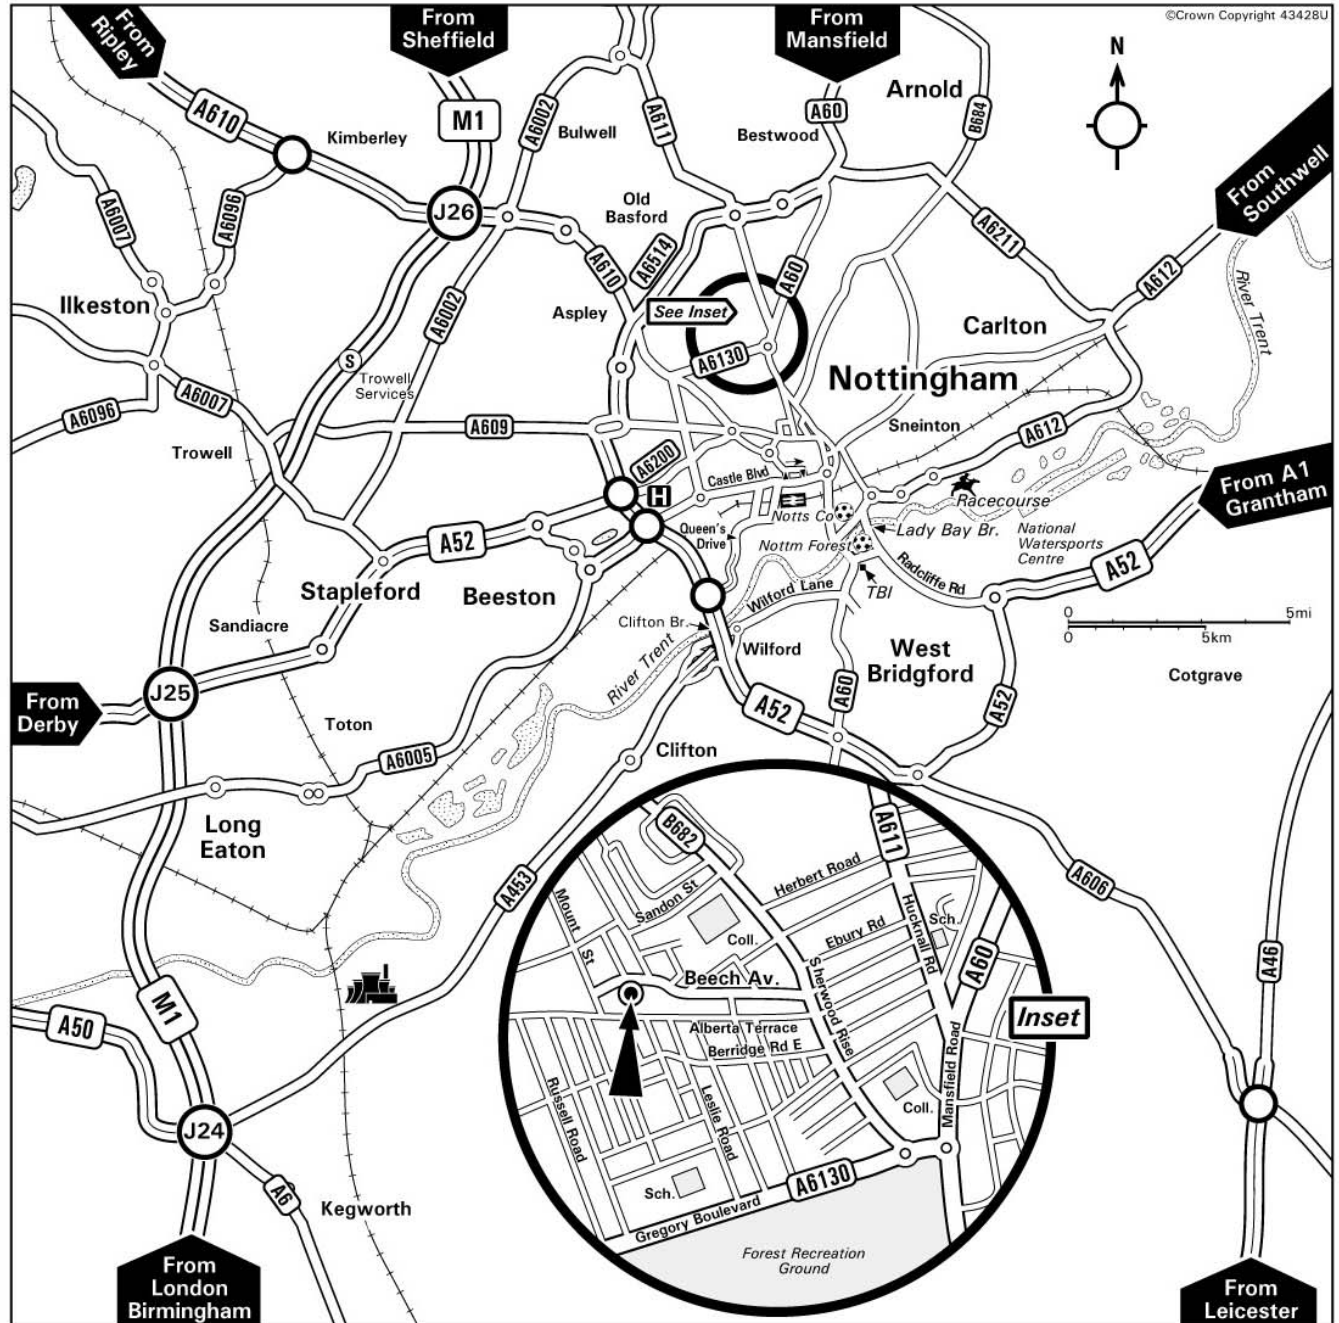 ©Crown Copyright 43428U
From
Ripley
From
Sheffield
From
Mansfield
N
Arnold
A610
Kimberley
M1
A6002
Bulwell
A611
Bestwood
A60
B684
From
Southwell
A6007
A6096
J26
Old
Basford
A6514
A610
A60
A6211
A612
River Trent
Ilkeston
A6002
Aspley
See Inset
Carlton
S
Trowell
Services
A6130
Nottingham
A6096
A6007
A609
Sneinton
A612
Trowell
A6200
Castle Blvd
H
Racecourse
From A1
Grantham
Notts Co
Queen's
Drive
Nottm Forest
Lady Bay Br.
National
Watersports
Centre
A52
A52
Radcliffe Rd
TBI
Stapleford
Beeston
Wilford Lane
0
5mi
0
5km
Sandiacre
Clifton Br.
Wilford
West
Bridgford
Cotgrave
River Trent
J25
From
Derby
A52
A60
A52
Toton
A6005
Clifton
Long
Eaton
A453
A606
A46
B682
A611
Herbert Road
Mount
St
Sandon St
Coll.
Ebury Rd
Hucknall Rd
Sch.
A60
Beech Av.
Sherwood Rise
Inset
Alberta Terrace
Berridge Rd E
Mansfield Road
Russell Road
Leslie Road
Coll.
Sch.
A6130
Gregory Boulevard
Forest Recreation
Ground
M1
A50
J24
A6
Kegworth
From
London
Birmingham
From
Leicester